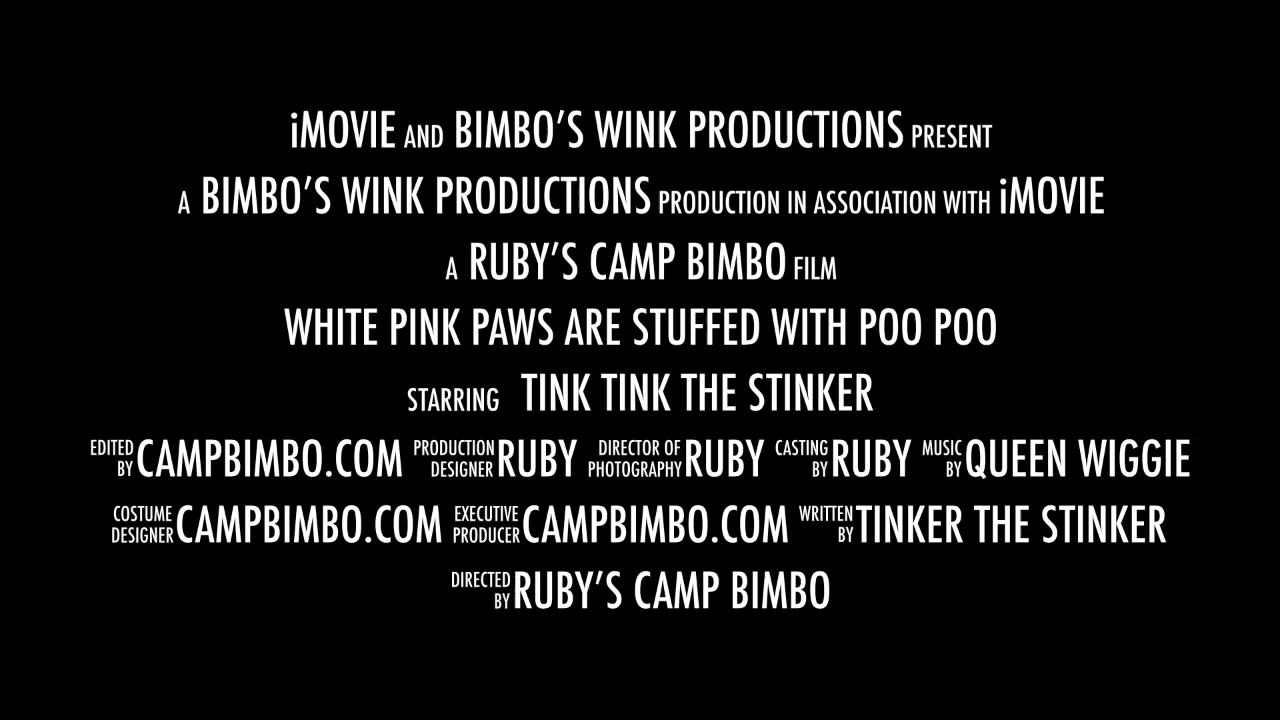 iMOVIE AND BIMBO'S WINK PRODUCTIONS PRESENT
A BIMBO'S WINK PRODUCTIONS PRODUCTION IN ASSOCIATION WITH iMOVIE
A RUBY'S CAMP BIMBO FILM
WHITE PINK PAWS ARE STUFFED WITH POO POO
STARRING TINK TINK THE STINKER
EDITED BY CAMPBIMBO.COM PRODUCTION DESIGNER RUBY DIRECTOR OF PHOTOGRAPHY RUBY CASTING BY RUBY MUSIC BY QUEEN WIGGIE
COSTUME DESIGNER CAMPBIMBO.COM EXECUTIVE PRODUCER CAMPBIMBO.COM WRITTEN BY TINKER THE STINKER
DIRECTED BY RUBY'S CAMP BIMBO